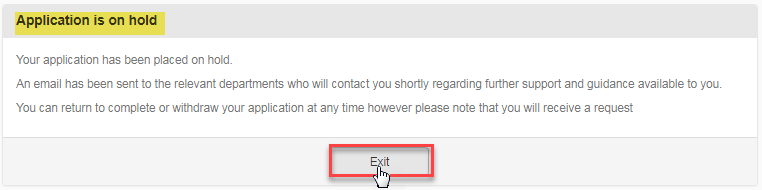 Application is on hold
Your application has been placed on hold.
An email has been sent to the relevant departments who will contact you shortly regarding further support and guidance available to you.
You can return to complete or withdraw your application at any time however please note that you will receive a request
Exit